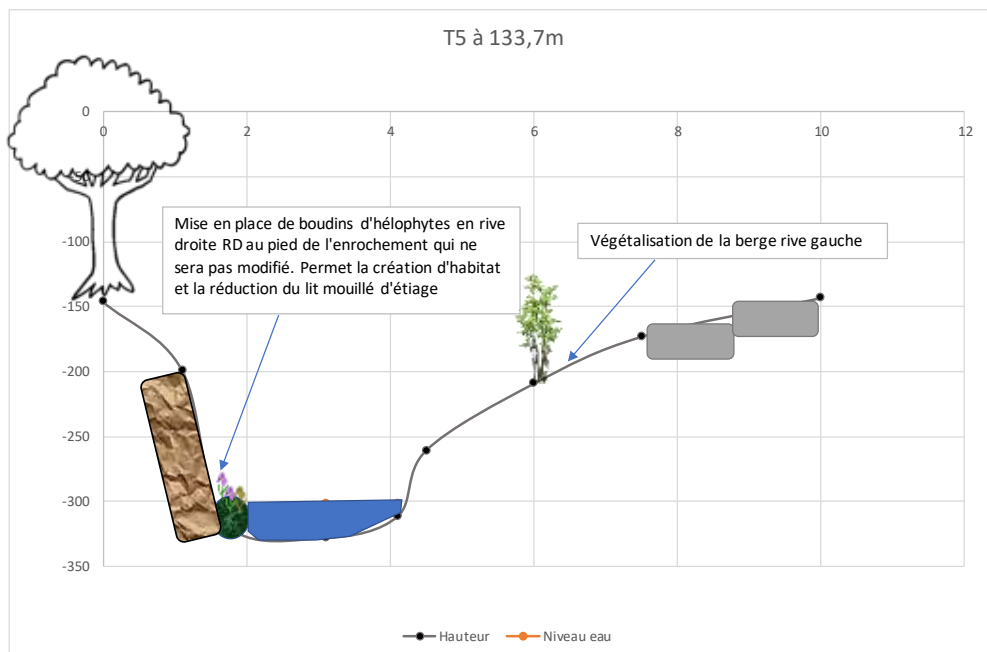 T5 à 133,7m
0
0 2 4 6 8 10 12
50
-100
-150
-200
-250
-300
-350
Mise en place de boudins d'hélophytes en rive
droite RD au pied de l'enrochement qui ne
sera pas modifié. Permet la création d'habitat
et la réduction du lit mouillé d'étiage
Végétalisation de la berge rive gauche
Hauteur Niveau eau